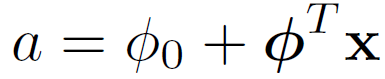 a = ϕ₀ + 𝝓ᵀ𝐱